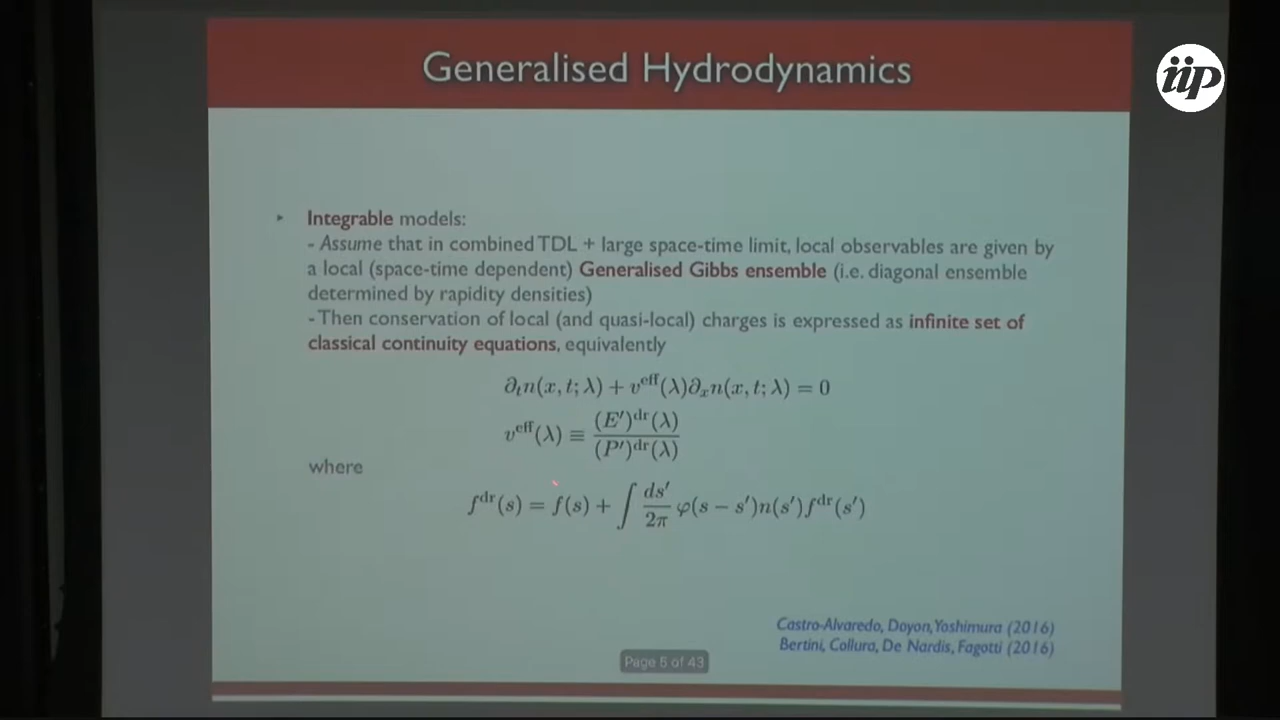 Generalised Hydrodynamics
iip
▸ Integrable models:
- Assume that in combined TDL + large space-time limit, local observables are given by
a local (space-time dependent) Generalised Gibbs ensemble (i.e. diagonal ensemble
determined by rapidity densities)
- Then conservation of local (and quasi-local) charges is expressed as infinite set of
classical continuity equations, equivalently
∂ₜn(x, t; λ) + v^eff(λ)∂ₓn(x, t; λ) = 0
v^eff(λ) ≡ (E′)^dr(λ) / (P′)^dr(λ)
where
f^dr(s) = f(s) + ∫ ds′/2π φ(s − s′)n(s′)f^dr(s′)
Castro-Alvaredo, Doyon, Yoshimura (2016)
Bertini, Collura, De Nardis, Fagotti (2016)
Page 5 of 43